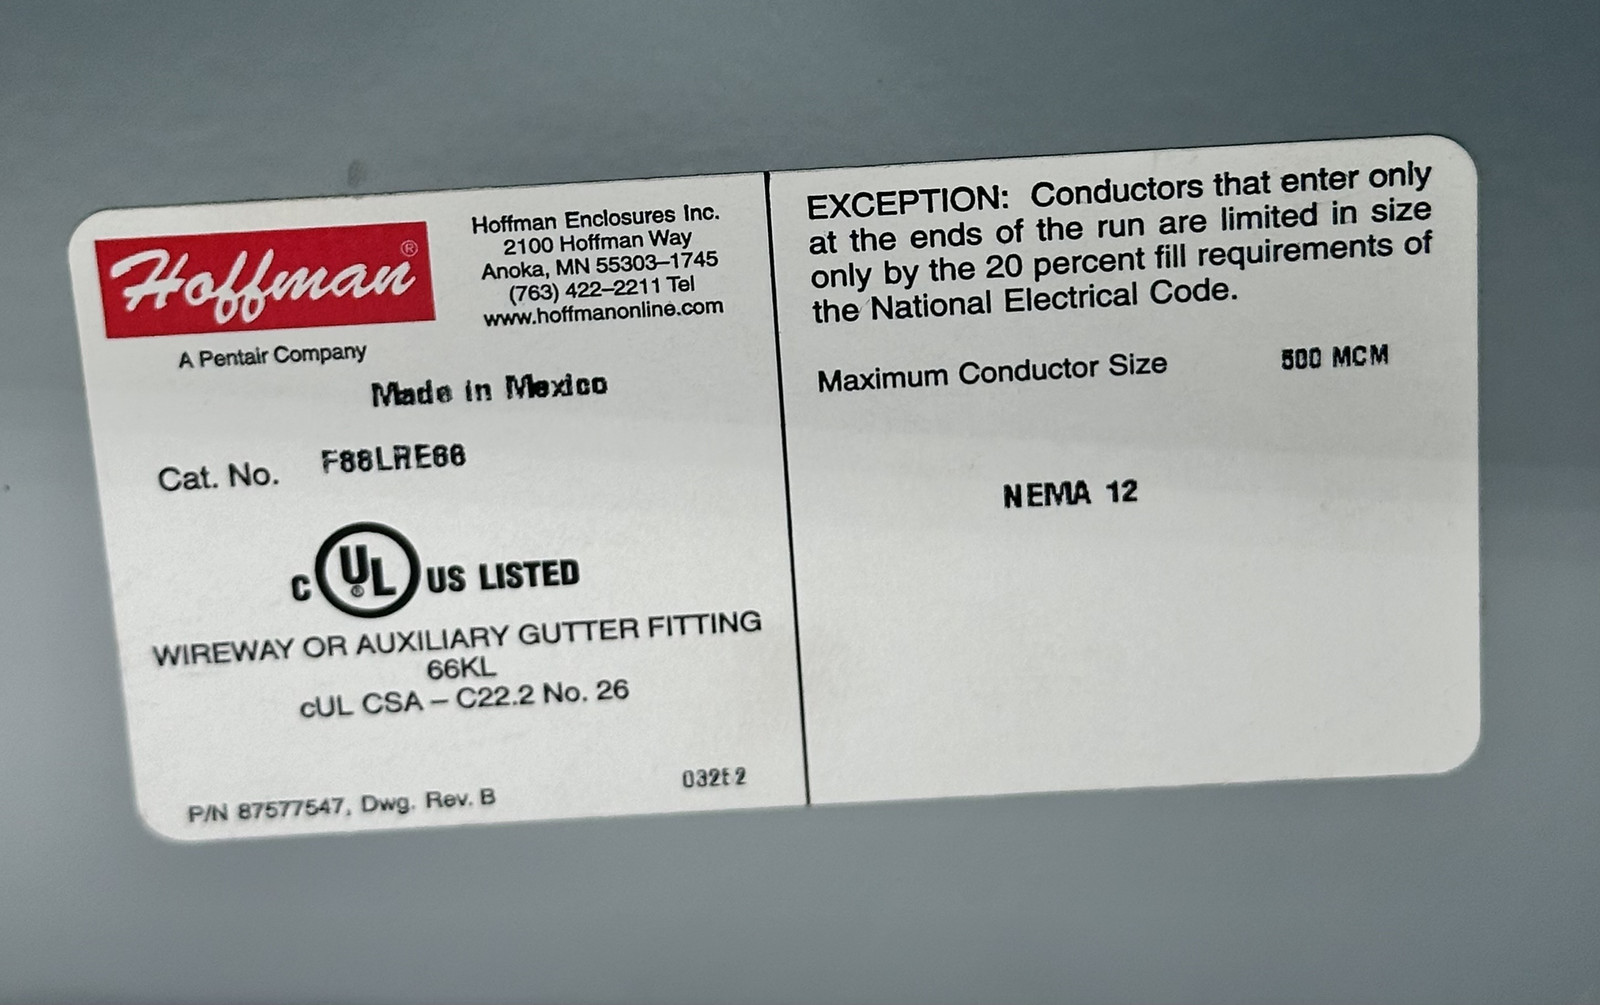 Hoffman®
A Pentair Company
Hoffman Enclosures Inc.
2100 Hoffman Way
Anoka, MN 55303–1745
(763) 422–2211 Tel
www.hoffmanonline.com
Made in Mexico
Cat. No.
C UL® US LISTED
WIREWAY OR AUXILIARY GUTTER FITTING
66KL
cUL CSA – C22.2 No. 26
P/N 87577547, Dwg. Rev. B
EXCEPTION: Conductors that enter only
at the ends of the run are limited in size
only by the 20 percent fill requirements of
the National Electrical Code.
Maximum Conductor Size 500 MCM
NEMA 12